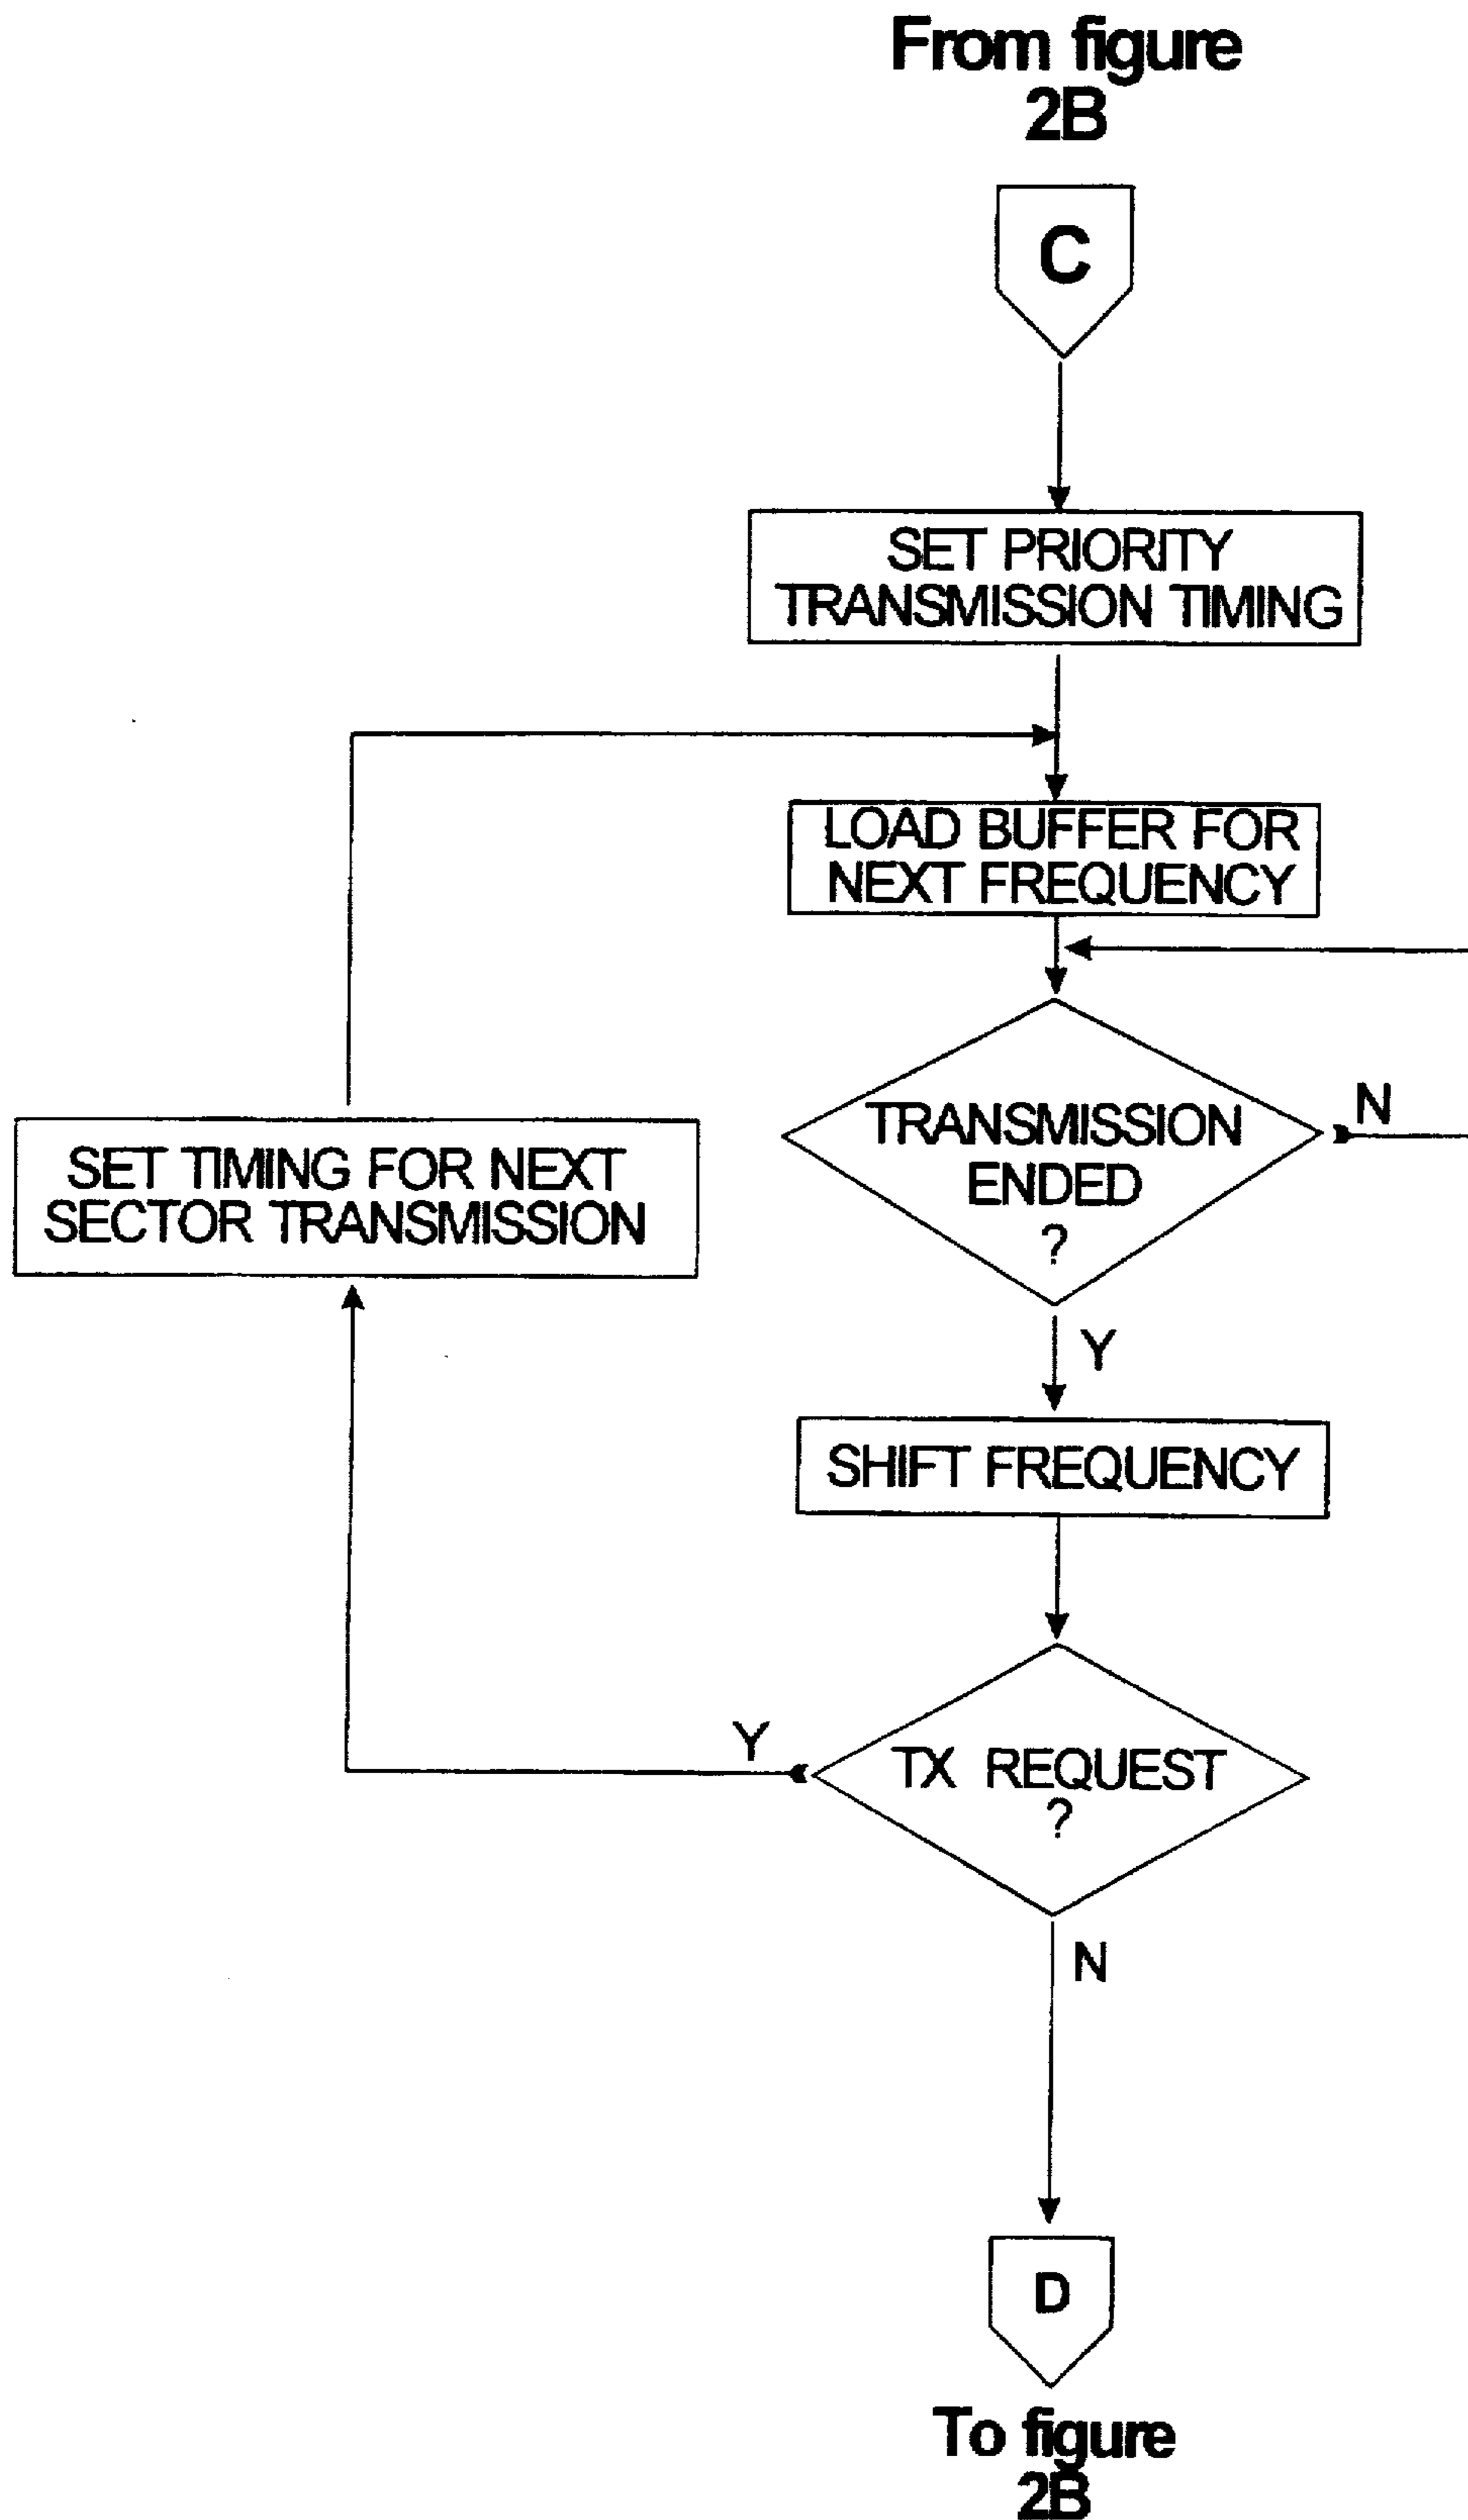 From figure
2B
C
SET PRIORITY
TRANSMISSION TIMING
LOAD BUFFER FOR
NEXT FREQUENCY
TRANSMISSION
ENDED
?
N
SET TIMING FOR NEXT
SECTOR TRANSMISSION
Y
SHIFT FREQUENCY
Y
TX REQUEST
?
N
D
To figure
2B